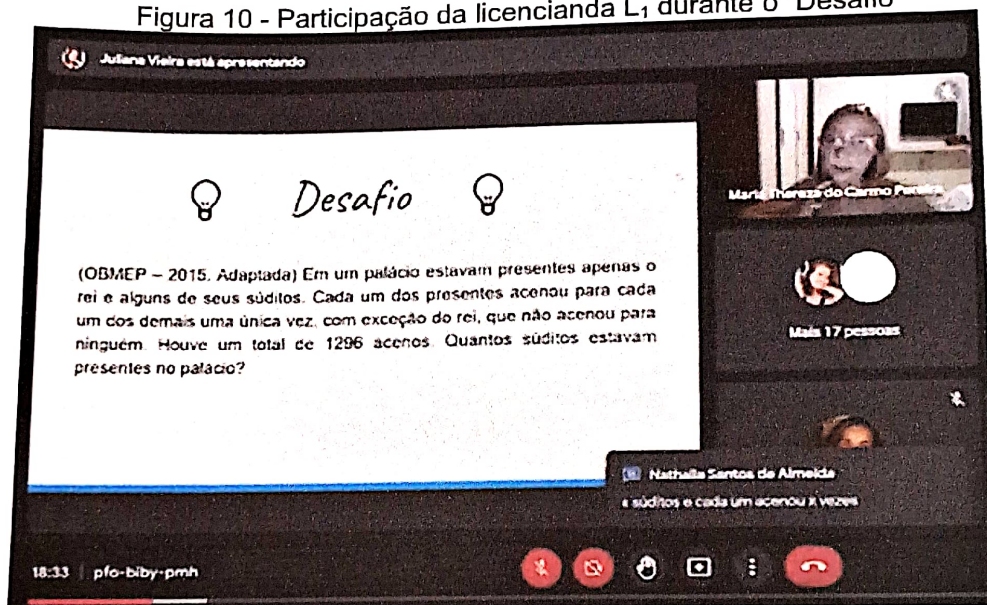 Figura 10 - Participação da licencianda L₁ durante o "Desafio"
Juliana Vieira está apresentando
Desafio
(OBMEP – 2015. Adaptada) Em um palácio estavam presentes apenas o
rei e alguns de seus súditos. Cada um dos presentes acenou para cada
um dos demais uma única vez, com exceção do rei, que não acenou para
ninguém. Houve um total de 1296 acenos. Quantos súditos estavam
presentes no palácio?
Maria Thereza do Carmo Pereira
Mais 17 pessoas
Nathalia Santos de Almeida
x súditos e cada um acenou x vezes
18:33 | pfo-biby-pmh